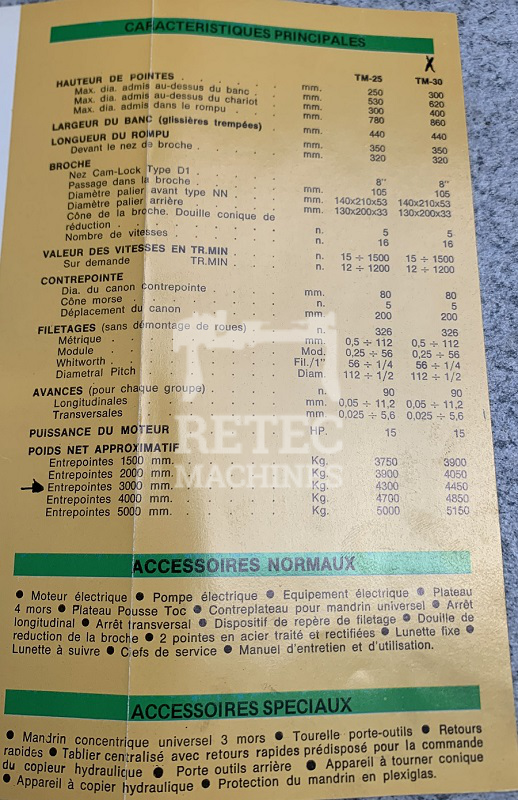 CARACTERISTIQUES PRINCIPALES
X
TM-25 TM-30
HAUTEUR DE POINTES . . . . . mm. 250 300
Max. dia. admis au-dessus du banc . . mm. 530 620
Max. dia. admis au-dessus du chariot mm. 300 400
Max. dia. admis dans le rompu . . . mm. 780 860
LARGEUR DU BANC (glissières trempées) mm. 440 440
LONGUEUR DU ROMPU
Devant le nez de broche . . . . mm. 350 350
mm. 320 320
BROCHE
Nez Cam-Lock Type D1 . . . . 8'' 8''
Passage dans la broche . . . . mm. 105 105
Diamètre palier avant type NN . . mm. 140x210x53 140x210x53
Diamètre palier arrière . . . . mm. 130x200x33 130x200x33
Cône de la broche. Douille conique de
réduction . . . . . . . n. 5 5
Nombre de vitesses . . . . . n. 16 16
VALEUR DES VITESSES EN TR.MIN n. 15 ÷ 1500 15 ÷ 1500
Sur demande TR.MIN n. 12 ÷ 1200 12 ÷ 1200
CONTREPOINTE
Dia. du canon contrepointe . . . mm. 80 80
Cône morse . . . . . . n. 5 5
Déplacement du canon . . . . mm. 200 200
FILETAGES (sans démontage de roues) n. 326 326
Métrique . . . . . . . mm. 0,5 ÷ 112 0,5 ÷ 112
Module . . . . . . . Mod. 0,25 ÷ 56 0,25 ÷ 56
Whitworth . . . . . . . Fil./1'' 56 ÷ 1/4 56 ÷ 1/4
Diametral Pitch . . . . . . Diam. 112 ÷ 1/2 112 ÷ 1/2
AVANCES (pour chaque groupe) . . n. 90 90
Longitudinales . . . . . . mm. 0,05 ÷ 11,2 0,05 ÷ 11,2
Transversales . . . . . . mm. 0,025 ÷ 5,6 0,025 ÷ 5,6
PUISSANCE DU MOTEUR . . . . HP. 15 15
POIDS NET APPROXIMATIF
Entrepointes 1500 mm. . . . . Kg. 3750 3900
Entrepointes 2000 mm. . . . . Kg. 3900 4050
Entrepointes 3000 mm. . . . . Kg. 4300 4450
Entrepointes 4000 mm. . . . . Kg. 4700 4850
Entrepointes 5000 mm. . . . . Kg. 5000 5150
RETEC
MACHINES
ACCESSOIRES NORMAUX
● Moteur électrique ● Pompe électrique ● Equipement électrique ● Plateau
4 mors ● Plateau Pousse Toc ● Contreplateau pour mandrin universel ● Arrêt
longitudinal ● Arrêt transversal ● Dispositif de repère de filetage ● Douille de
reduction de la broche ● 2 pointes en acier traité et rectifiées ● Lunette fixe ●
Lunette à suivre ● Clefs de service ● Manuel d'entretien et d'utilisation.
ACCESSOIRES SPECIAUX
● Mandrin concentrique universel 3 mors ● Tourelle porte-outils ● Retours
rapides ● Tablier centralisé avec retours rapides prédisposé pour la commande
du copieur hydraulique ● Porte outils arrière ● Appareil à tourner conique
● Appareil à copier hydraulique ● Protection du mandrin en plexiglas.